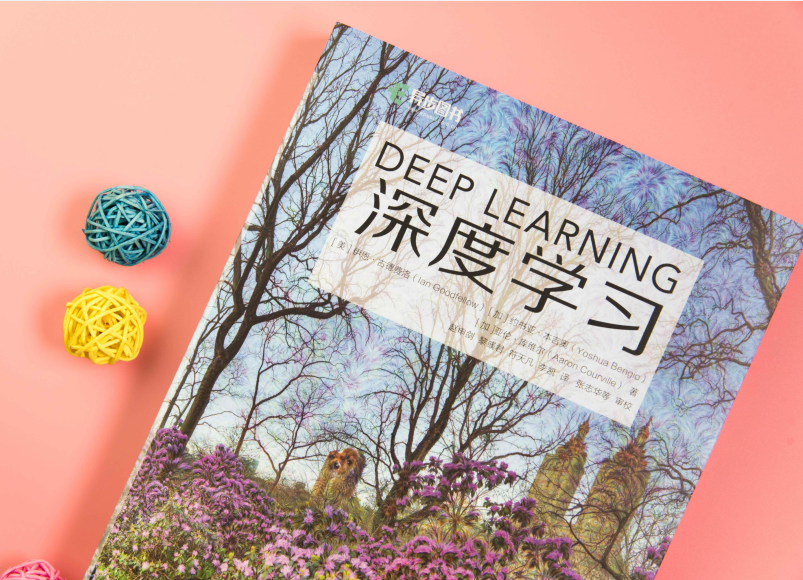 异步图书
DEEP LEARNING
深度学习
[美] 伊恩·古德费洛 (Ian Goodfellow) [加] 约书亚·本吉奥 (Yoshua Bengio)
[加] 亚伦·库维尔 (Aaron Courville) 著
赵申剑 黎彧君 符天凡 李凯 译 张志华等 审校